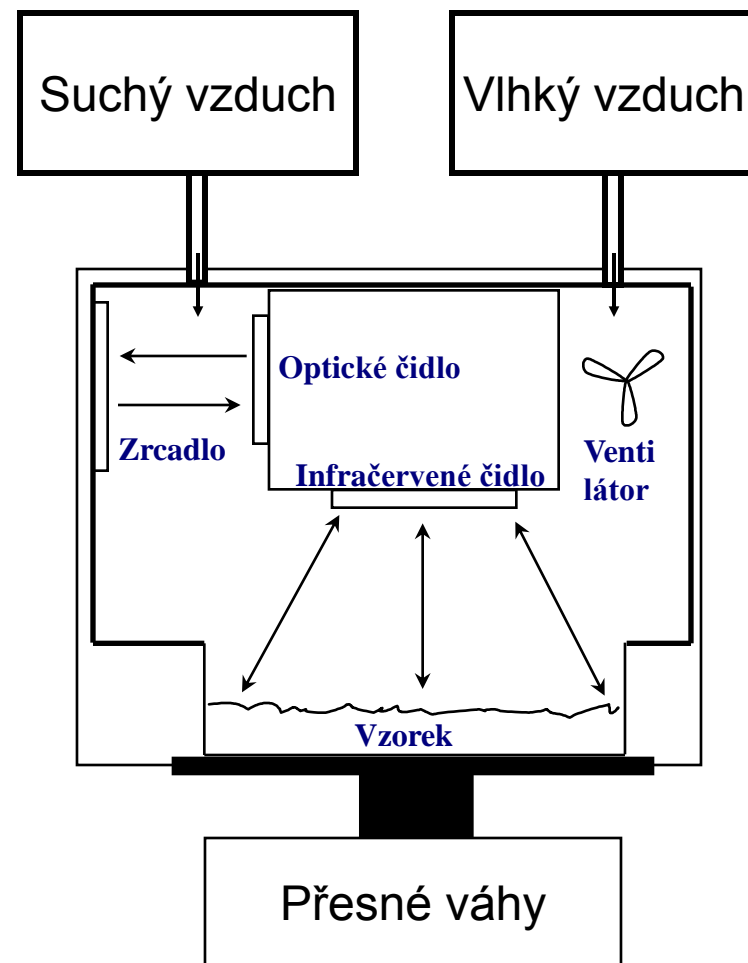 Suchý vzduch
Vlhký vzduch
Optické čidlo
Zrcadlo
Infračervené čidlo
Venti
látor
Vzorek
Přesné váhy